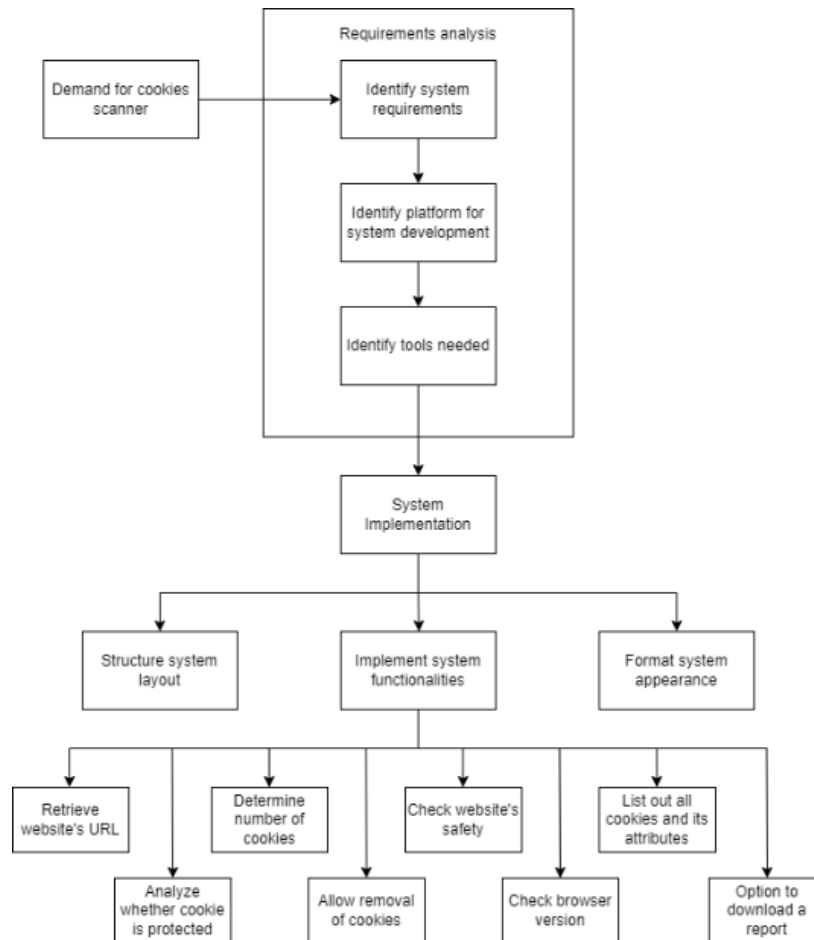 Requirements analysis
Demand for cookies
scanner
Identify system
requirements
Identify platform for
system development
Identify tools needed
System
Implementation
Structure system
layout
Implement system
functionalities
Format system
appearance
Retrieve
website's URL
Determine
number of
cookies
Check website's
safety
List out all
cookies and its
attributes
Analyze
whether cookie
is protected
Allow removal
of cookies
Check browser
version
Option to
download a
report